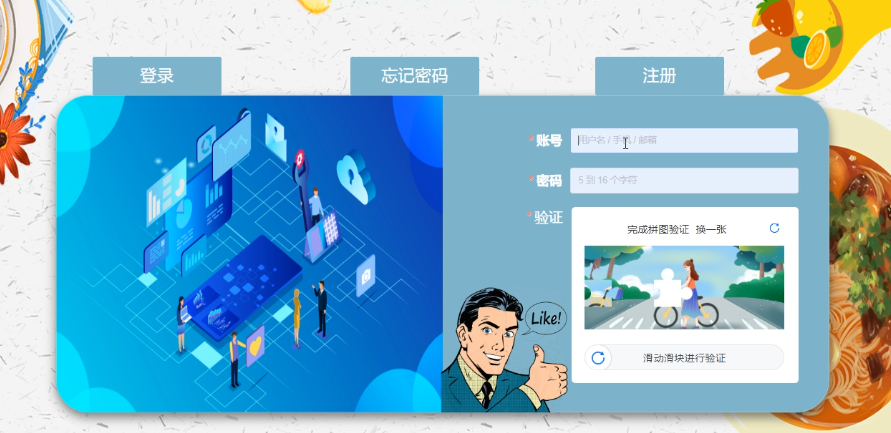 登录
忘记密码
注册
*账号
用户名 / 手机 / 邮箱
*密码
5 到 16 个字符
*验证
完成拼图验证 换一张
Like!
滑动滑块进行验证